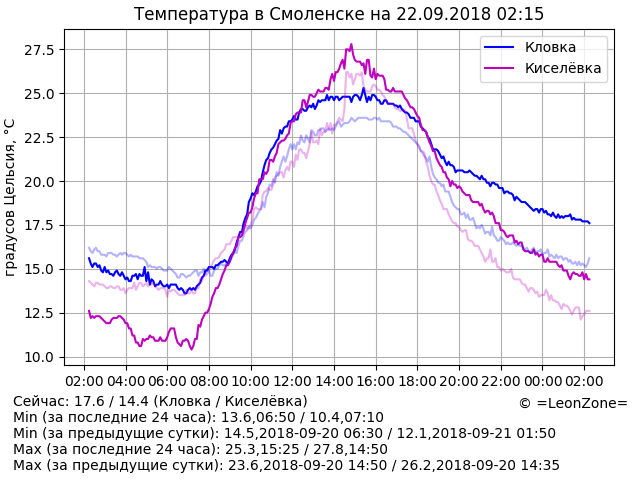 Температура в Смоленске на 22.09.2018 02:15
Кловка
Киселёвка
градусов Цельсия, °C
27.5
25.0
22.5
20.0
17.5
15.0
12.5
10.0
02:00 04:00 06:00 08:00 10:00 12:00 14:00 16:00 18:00 20:00 22:00 00:00 02:00
Сейчас: 17.6 / 14.4 (Кловка / Киселёвка)
© =LeonZone=
Min (за последние 24 часа): 13.6,06:50 / 10.4,07:10
Min (за предыдущие сутки): 14.5,2018-09-20 06:30 / 12.1,2018-09-21 01:50
Max (за последние 24 часа): 25.3,15:25 / 27.8,14:50
Max (за предыдущие сутки): 23.6,2018-09-20 14:50 / 26.2,2018-09-20 14:35